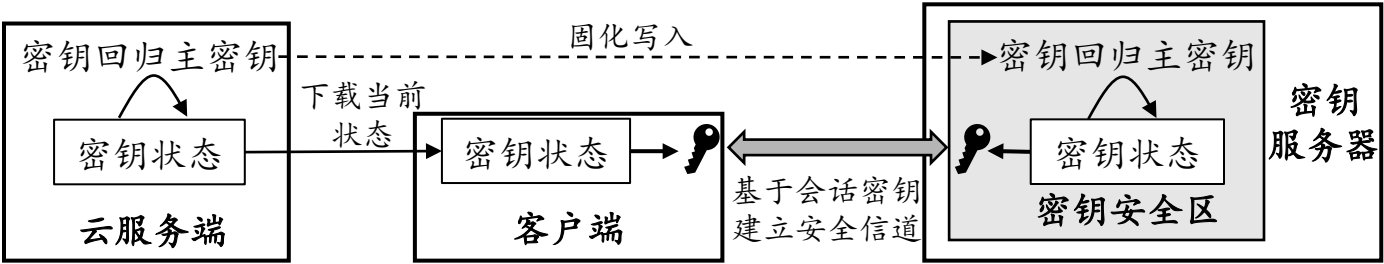 固化写入
密钥回归主密钥
密钥回归主密钥
下载当前
状态
密钥状态
密钥状态
密钥状态
密钥
服务器
基于会话密钥
建立安全信道
云服务端
客户端
密钥安全区